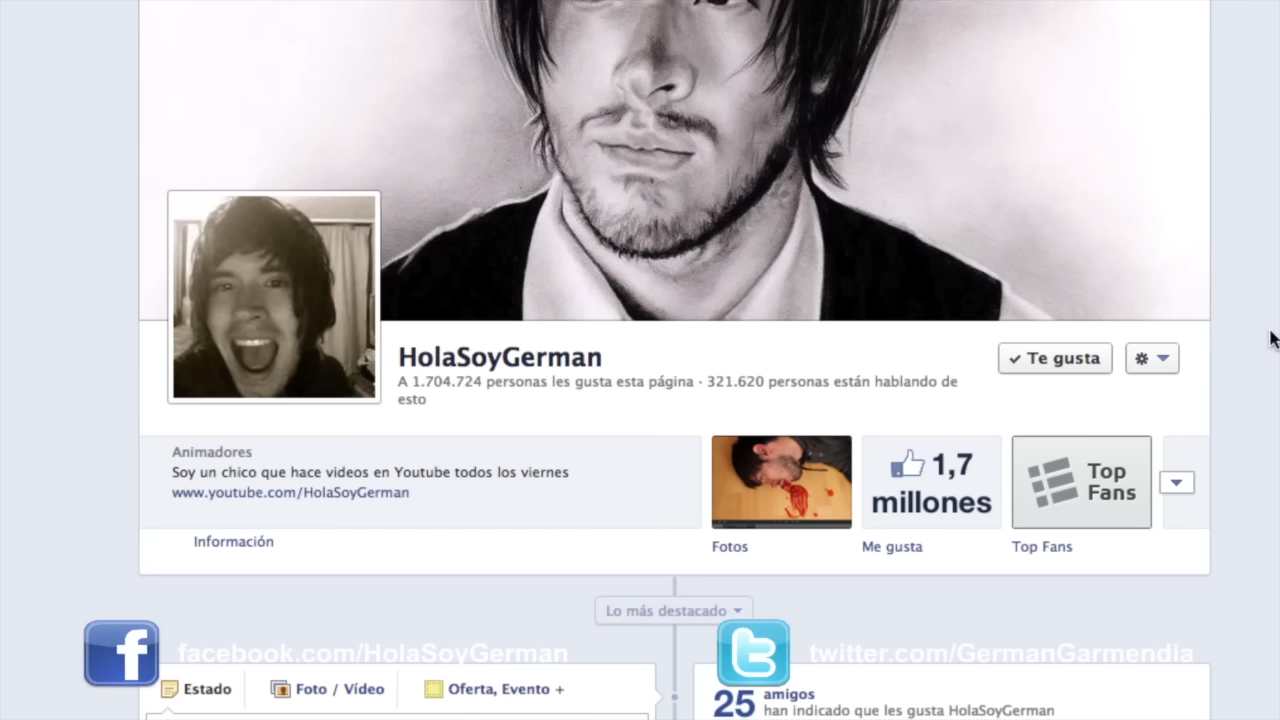 HolaSoyGerman
Te gusta
A 1.704.724 personas les gusta esta página · 321.620 personas están hablando de
esto
Animadores
Soy un chico que hace videos en Youtube todos los viernes
www.youtube.com/HolaSoyGerman
Información
Fotos
1,7
millones
Me gusta
Top
Fans
Top Fans
Lo más destacado
facebook.com/HolaSoyGerman
twitter.com/GermanGarmendia
Estado
Foto / Vídeo
Oferta, Evento +
25 amigos
han indicado que les gusta HolaSoyGerman